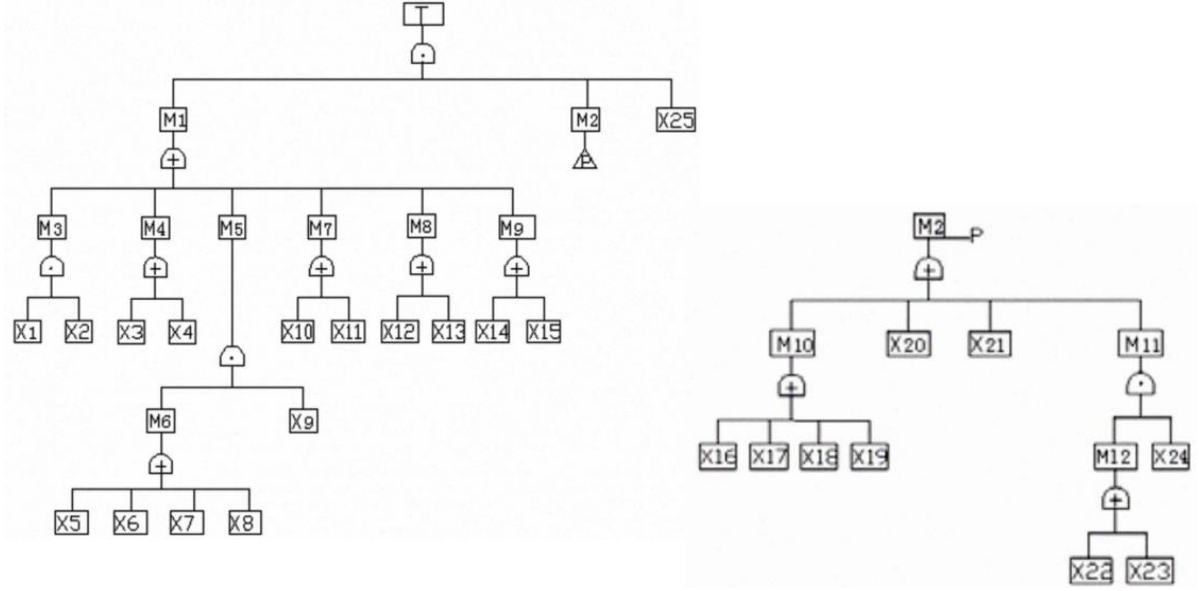 T
M1 M2 X25
+ P
M3 M4 M5 M7 M8 M9
+ + + +
X1 X2 X3 X4 X10 X11 X12 X13 X14 X15
M6 X9
+
X5 X6 X7 X8
M2 P
+
M10 X20 X21 M11
+
X16 X17 X18 X19 M12 X24
+
X22 X23